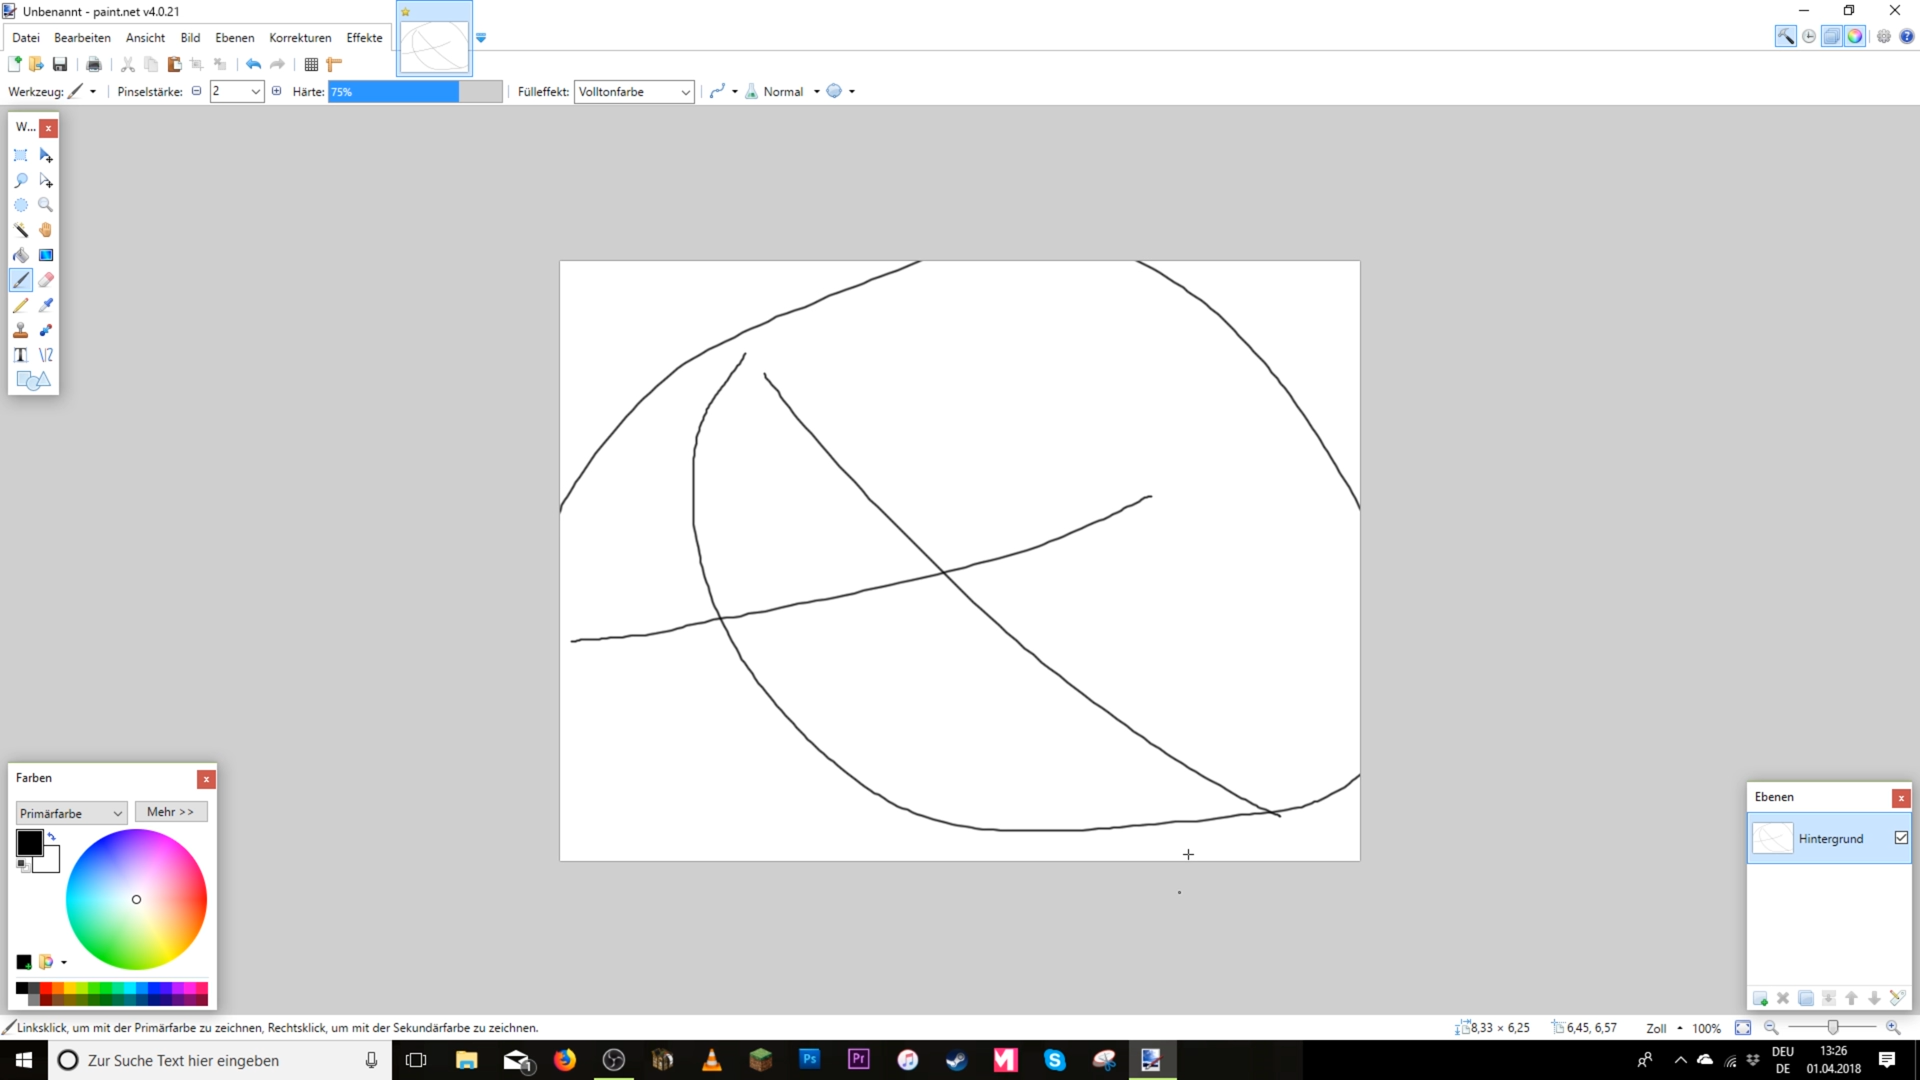 Unbenannt - paint.net v4.0.21
Datei Bearbeiten Ansicht Bild Ebenen Korrekturen Effekte
Werkzeug: Pinselstärke: 2 Härte: 75% Fülleffekt: Volltonfarbe Normal
W...
Farben
Primärfarbe Mehr >>
Ebenen
Hintergrund
Linksklick, um mit der Primärfarbe zu zeichnen, Rechtsklick, um mit der Sekundärfarbe zu zeichnen.
8,33 × 6,25 6,45, 6,57 Zoll 100%
Zur Suche Text hier eingeben
1
Ps
Pr
DEU
DE
13:26
01.04.2018